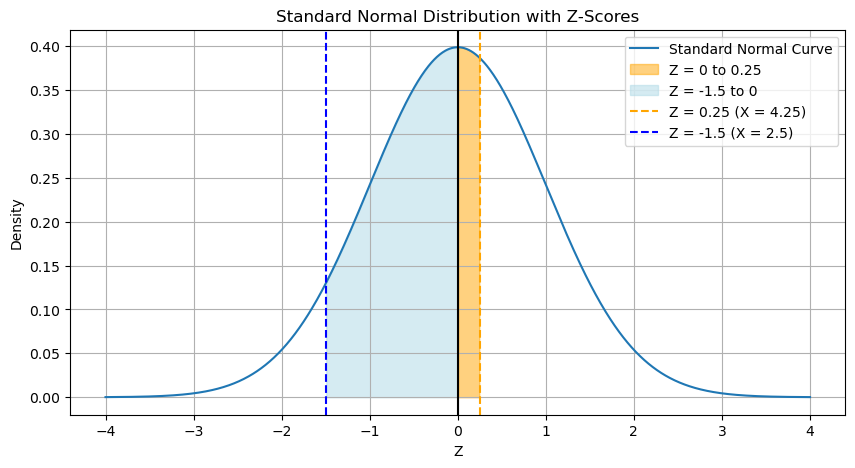 Standard Normal Distribution with Z-Scores
Standard Normal Curve
Z = 0 to 0.25
Z = -1.5 to 0
Z = 0.25 (X = 4.25)
Z = -1.5 (X = 2.5)
Density
0.40
0.35
0.30
0.25
0.20
0.15
0.10
0.05
0.00
−4 −3 −2 −1 0 1 2 3 4
Z